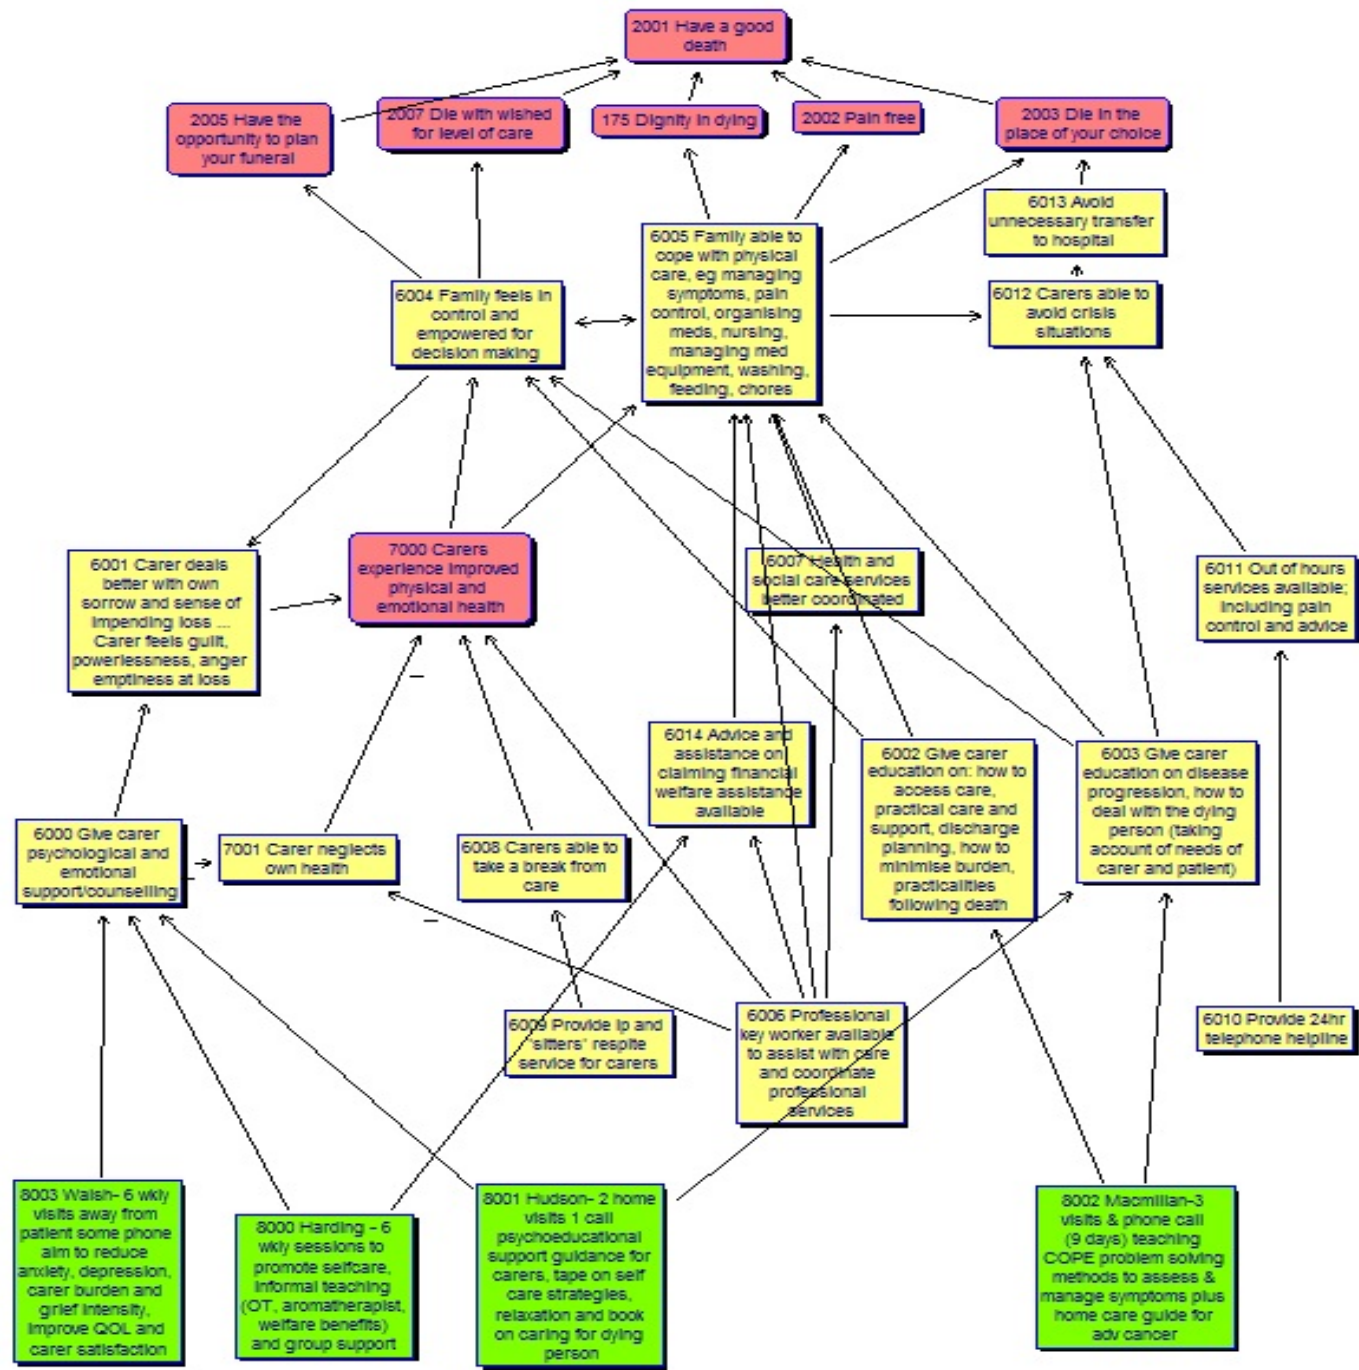 2001 Have a good
death
2005 Have the
opportunity to plan
your funeral
2007 Die with wished
for level of care
175 Dignity in dying
2002 Pain free
2003 Die in the
place of your choice
6013 Avoid
unnecessary transfer
to hospital
6005 Family able to
cope with physical
care, eg managing
symptoms, pain
control, organising
meds, nursing,
managing med
equipment, washing,
feeding, chores
6004 Family feels in
control and
empowered for
decision making
6012 Carers able to
avoid crisis
situations
6001 Carer deals
better with own
sorrow and sense of
impending loss ...
Carer feels guilt,
powerlessness, anger
emptiness at loss
7000 Carers
experience improved
physical and
emotional health
6007 Health and
social care services
better coordinated
6011 Out of hours
services available;
including pain
control and advice
6014 Advice and
assistance on
claiming financial
welfare assistance
available
6002 Give carer
education on: how to
access care,
practical care and
support, discharge
planning, how to
minimise burden,
practicalities
following death
6003 Give carer
education on disease
progression, how to
deal with the dying
person (taking
account of needs of
carer and patient)
6000 Give carer
psychological and
emotional
support/counselling
7001 Carer neglects
own health
6008 Carers able to
take a break from
care
6009 Provide ip and
"sitters" respite
service for carers
6006 Professional
key worker available
to assist with care
and coordinate
professional
services
6010 Provide 24hr
telephone helpline
8003 Walsh- 6 wkly
visits away from
patient some phone
aim to reduce
anxiety, depression,
carer burden and
grief intensity,
improve QOL and
carer satisfaction
8000 Harding - 6
wkly sessions to
promote selfcare,
informal teaching
(OT, aromatherapist,
welfare benefits)
and group support
8001 Hudson- 2 home
visits 1 call
psychoeducational
support guidance for
carers, tape on self
care strategies,
relaxation and book
on caring for dying
person
8002 Macmillan-3
visits & phone call
(9 days) teaching
COPE problem solving
methods to assess &
manage symptoms plus
home care guide for
adv cancer